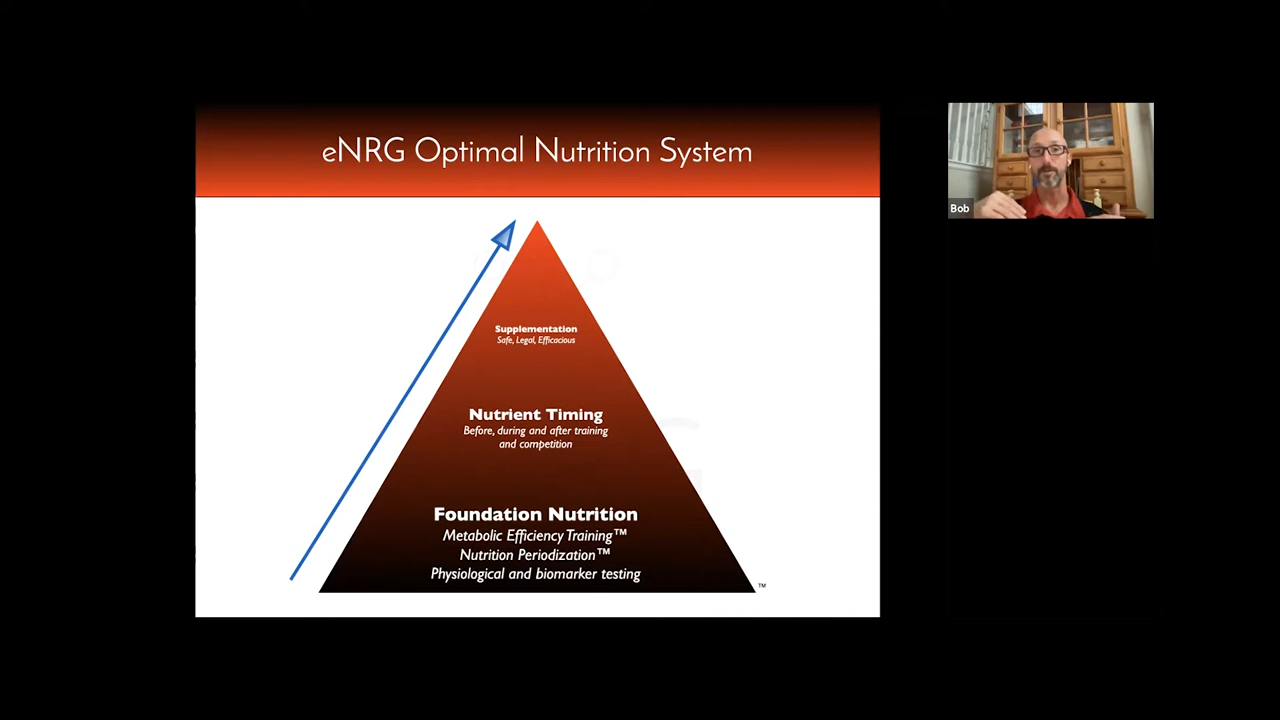 eNRG Optimal Nutrition System
Bob
Supplementation
Safe, Legal, Efficacious
Nutrient Timing
Before, during and after training
and competition
Foundation Nutrition
Metabolic Efficiency Training™
Nutrition Periodization™
Physiological and biomarker testing
™